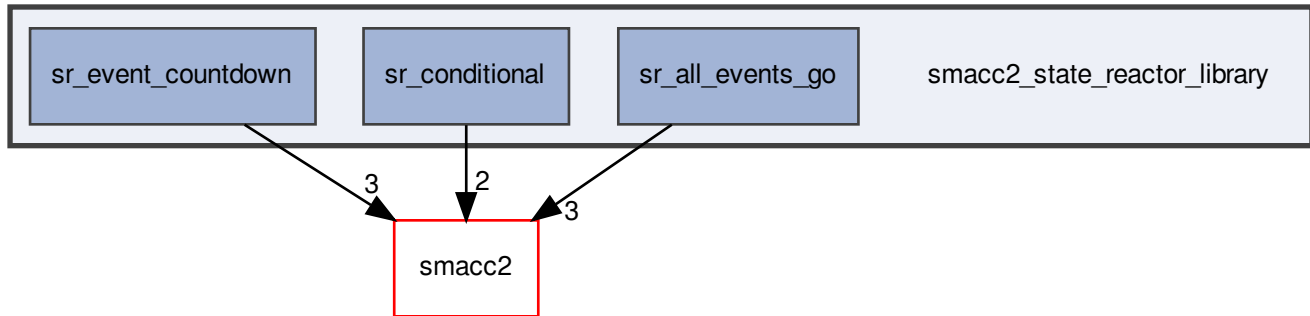 sr_event_countdown
sr_conditional
sr_all_events_go
smacc2_state_reactor_library
3
2
3
smacc2